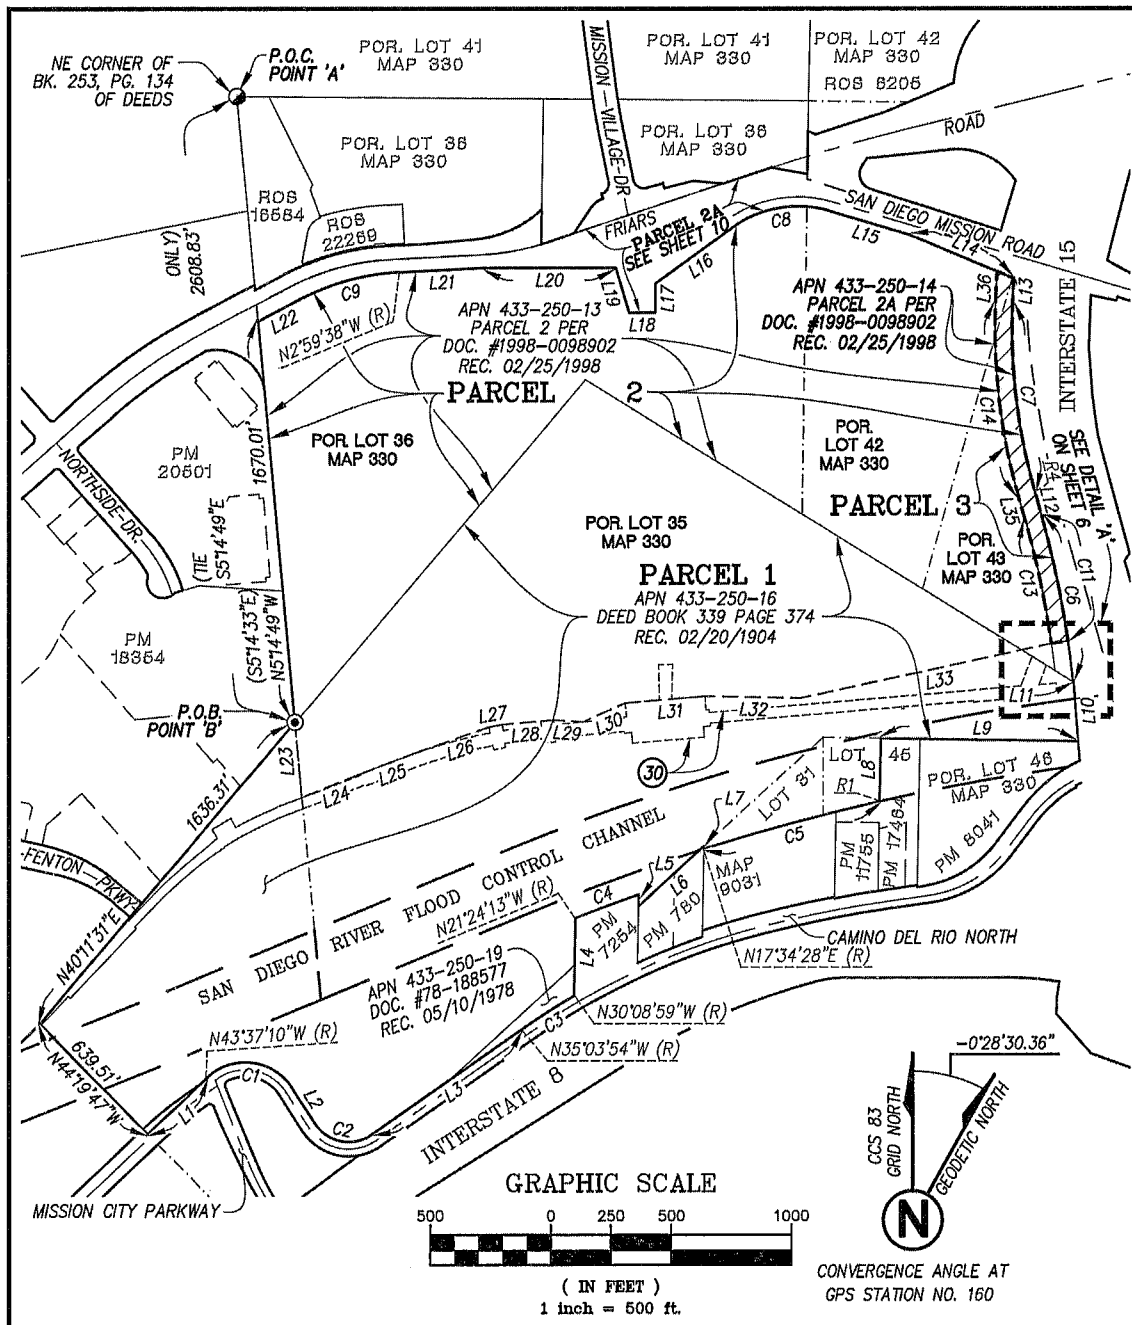 NE CORNER OF
BK. 253, PG. 134
OF DEEDS
P.O.C.
POINT 'A'
POR. LOT 41
MAP 330
MISSION VILLAGE DR
POR. LOT 41
MAP 330
POR. LOT 42
MAP 330
ROS 6205
POR. LOT 36
MAP 330
POR. LOT 36
MAP 330
ROAD
ROS
16684
ROS
22269
2608.83'
ONLY)
FRIARS
PARCEL 2A
SEE SHEET 10
C8
SAN DIEGO MISSION ROAD
L15
L14
L36
L13
INTERSTATE 15
L22
C9
L21
L20
L19
L18
L17
L16
N2°59'38"W (R)
APN 433-250-13
PARCEL 2 PER
DOC. #1998-0098902
REC. 02/25/1998
APN 433-250-14
PARCEL 2A PER
DOC. #1998-0098902
REC. 02/25/1998
PARCEL 2
C14
C7
POR. LOT 36
MAP 330
POR.
LOT 42
MAP 330
SEE DETAIL 'A'
ON SHEET 6
R4
L12
PM
20501
NORTHSIDE DR.
1670.01'
(TIE
S5°14'49"E
PARCEL 3
L35
POR. LOT 35
MAP 330
POR.
LOT 43
MAP 330
C13
C11
C6
PARCEL 1
APN 433-250-16
DEED BOOK 339 PAGE 374
REC. 02/20/1904
PM
18354
(S5°14'33"E)
N5°14'49"W
P.O.B.
POINT 'B'
L23
L33
L11
L10
L9
L27
L28
L29
L30
L31
L32
L26
L25
L24
30
LOT
45
L8
R1
LOT 31
POR. LOT 46
MAP 330
1636.31'
L7
C5
PM
11755
PM 17464
PM 8041
FENTON PKWY
N40°11'31"E
SAN DIEGO RIVER FLOOD CONTROL CHANNEL
N21°24'13"W (R)
C4
L5
L6
L4
PM
7254
PM 780
MAP
9031
CAMINO DEL RIO NORTH
N17°34'28"E (R)
APN 433-250-19
DOC. #78-188577
REC. 05/10/1978
N43°37'10"W (R)
N30°08'59"W (R)
N35°03'54"W (R)
C3
639.51'
N44°19'47"W
L1
C1
L2
C2
L3
INTERSTATE 8
MISSION CITY PARKWAY
-0°28'30.36"
CCS 83
GRID NORTH
GEODETIC NORTH
N
CONVERGENCE ANGLE AT
GPS STATION NO. 160
GRAPHIC SCALE
500 0 250 500 1000
( IN FEET )
1 inch = 500 ft.